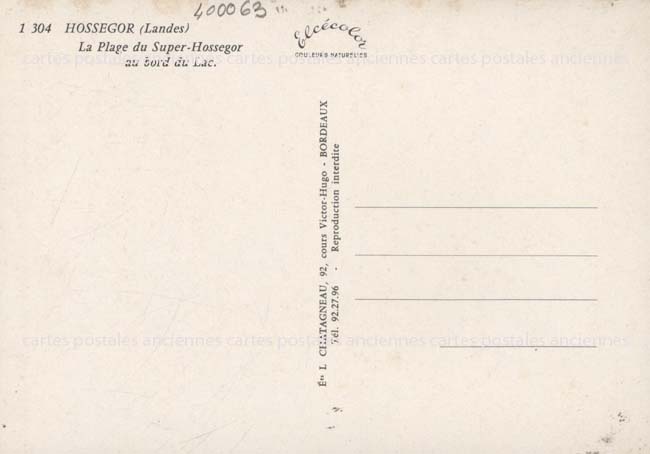 400063
1 304 HOSSEGOR (Landes)
La Plage du Super-Hossegor
au bord du Lac.
Elcécolor
COULEURS NATURELLES
cartes postales anciennes cartes postales anciennes cartes postales anciennes
Éts L. CHATAGNEAU, 92, cours Victor-Hugo - BORDEAUX
Tél. 92.27.96 - Reproduction interdite
cartes postales anciennes cartes postales anciennes cartes postales anciennes